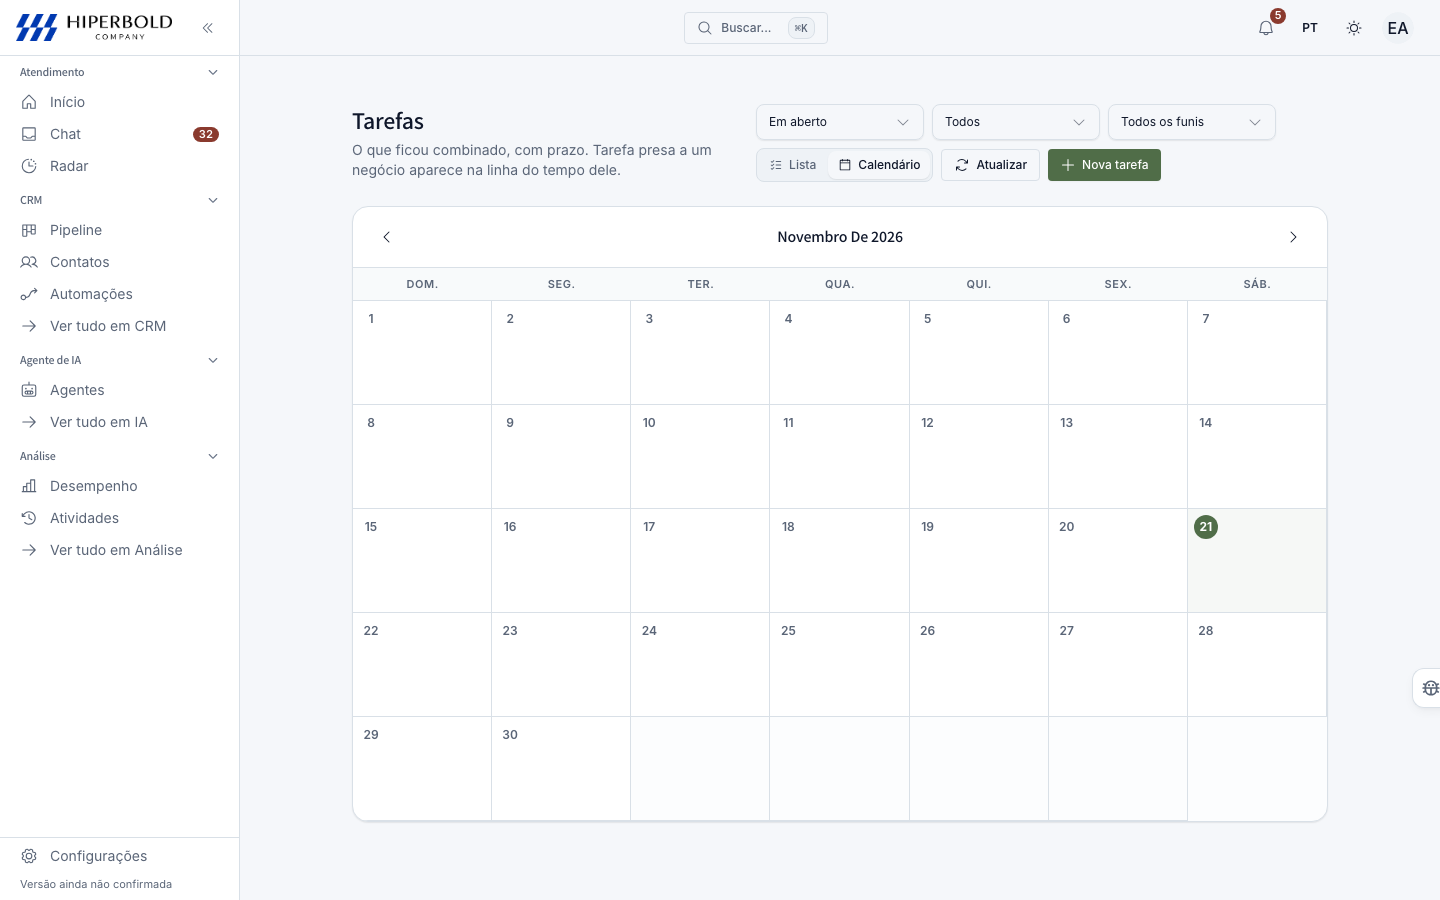 HIPERBOLD
COMPANY
Buscar...
⌘K
5
PT
EA
Atendimento
Início
Chat
32
Radar
CRM
Pipeline
Contatos
Automações
Ver tudo em CRM
Agente de IA
Agentes
Ver tudo em IA
Análise
Desempenho
Atividades
Ver tudo em Análise
Configurações
Versão ainda não confirmada
Tarefas
O que ficou combinado, com prazo. Tarefa presa a um
negócio aparece na linha do tempo dele.
Em aberto
Todos
Todos os funis
Lista
Calendário
Atualizar
Nova tarefa
Novembro De 2026
DOM. SEG. TER. QUA. QUI. SEX. SÁB.
1 2 3 4 5 6 7
8 9 10 11 12 13 14
15 16 17 18 19 20 21
22 23 24 25 26 27 28
29 30